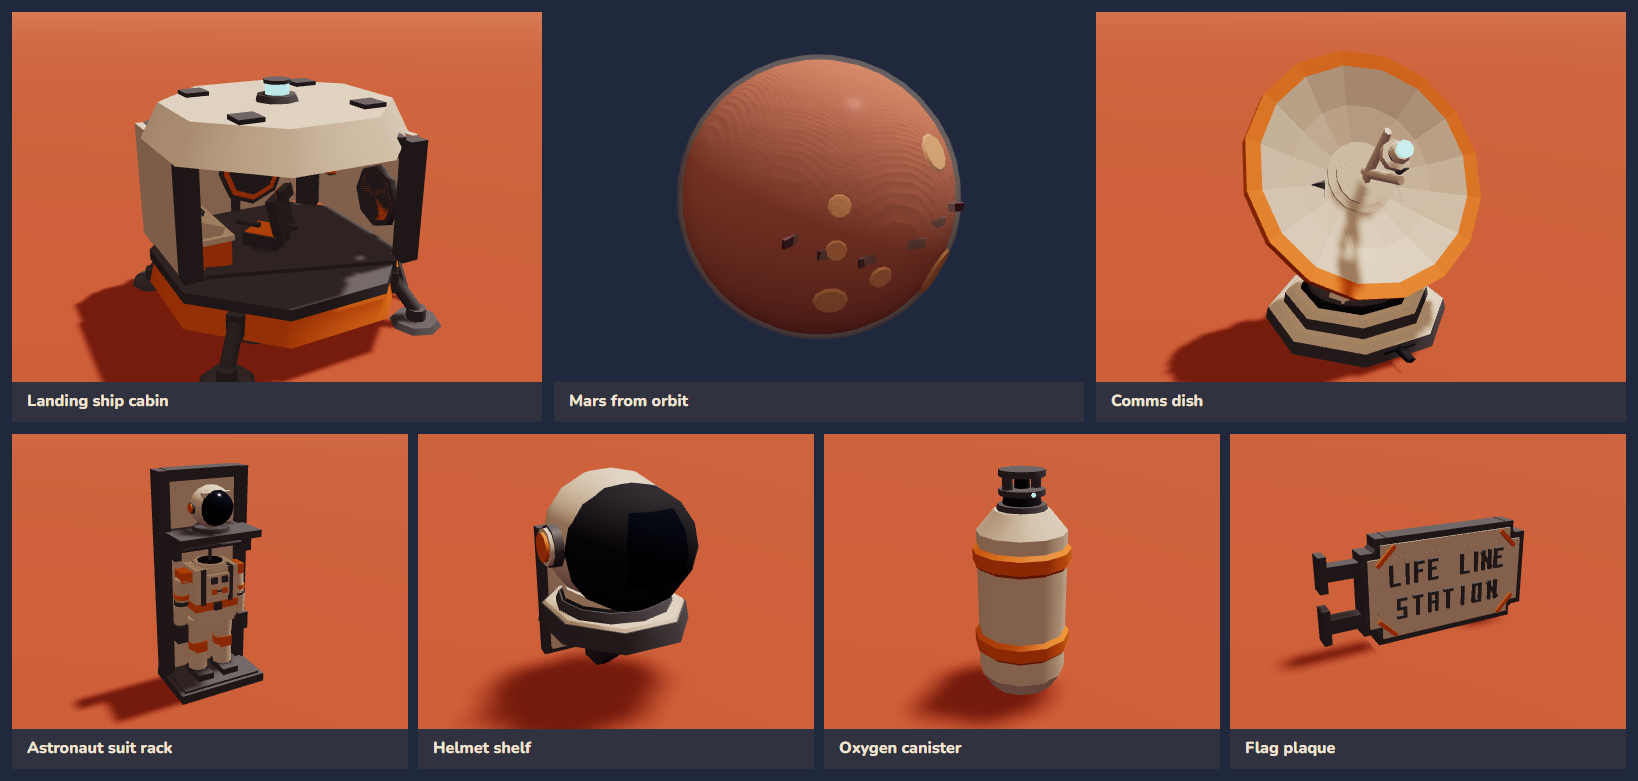 Landing ship cabin
Mars from orbit
Comms dish
LIFE LINE
STATION
Astronaut suit rack
Helmet shelf
Oxygen canister
Flag plaque